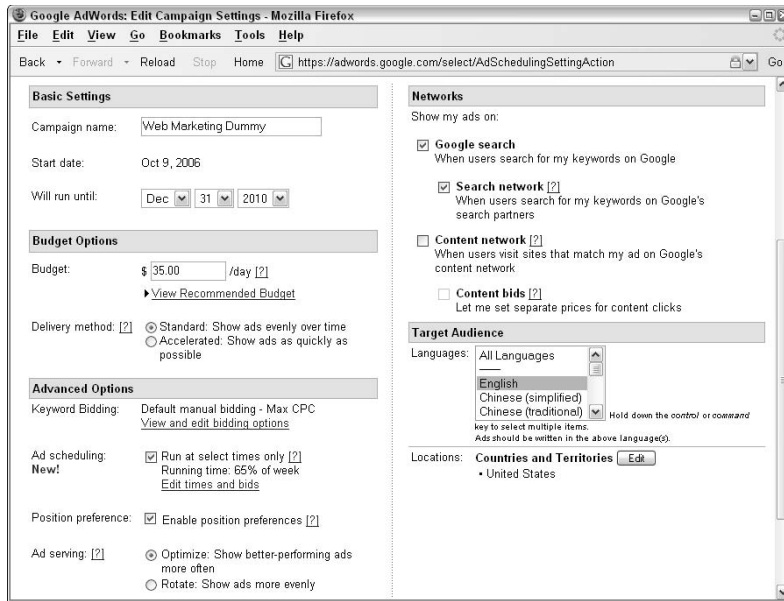 Google AdWords: Edit Campaign Settings - Mozilla Firefox
File Edit View Go Bookmarks Tools Help
Back Forward Reload Stop Home G https://adwords.google.com/select/AdSchedulingSettingAction Go
Basic Settings
Campaign name: Web Marketing Dummy
Start date: Oct 9, 2006
Will run until: Dec 31 2010
Budget Options
Budget: $ 35.00 /day [?]
View Recommended Budget
Delivery method: [?] Standard: Show ads evenly over time
Accelerated: Show ads as quickly as
possible
Advanced Options
Keyword Bidding: Default manual bidding - Max CPC
View and edit bidding options
Ad scheduling: Run at select times only [?]
New! Running time: 65% of week
Edit times and bids
Position preference: Enable position preferences [?]
Ad serving: [?] Optimize: Show better-performing ads
more often
Rotate: Show ads more evenly
Networks
Show my ads on:
Google search
When users search for my keywords on Google
Search network [?]
When users search for my keywords on Google's
search partners
Content network [?]
When users visit sites that match my ad on Google's
content network
Content bids [?]
Let me set separate prices for content clicks
Target Audience
Languages: All Languages
English
Chinese (simplified)
Chinese (traditional) Hold down the control or command
key to select multiple items.
Ads should be written in the above language(s).
Locations: Countries and Territories Edit
• United States